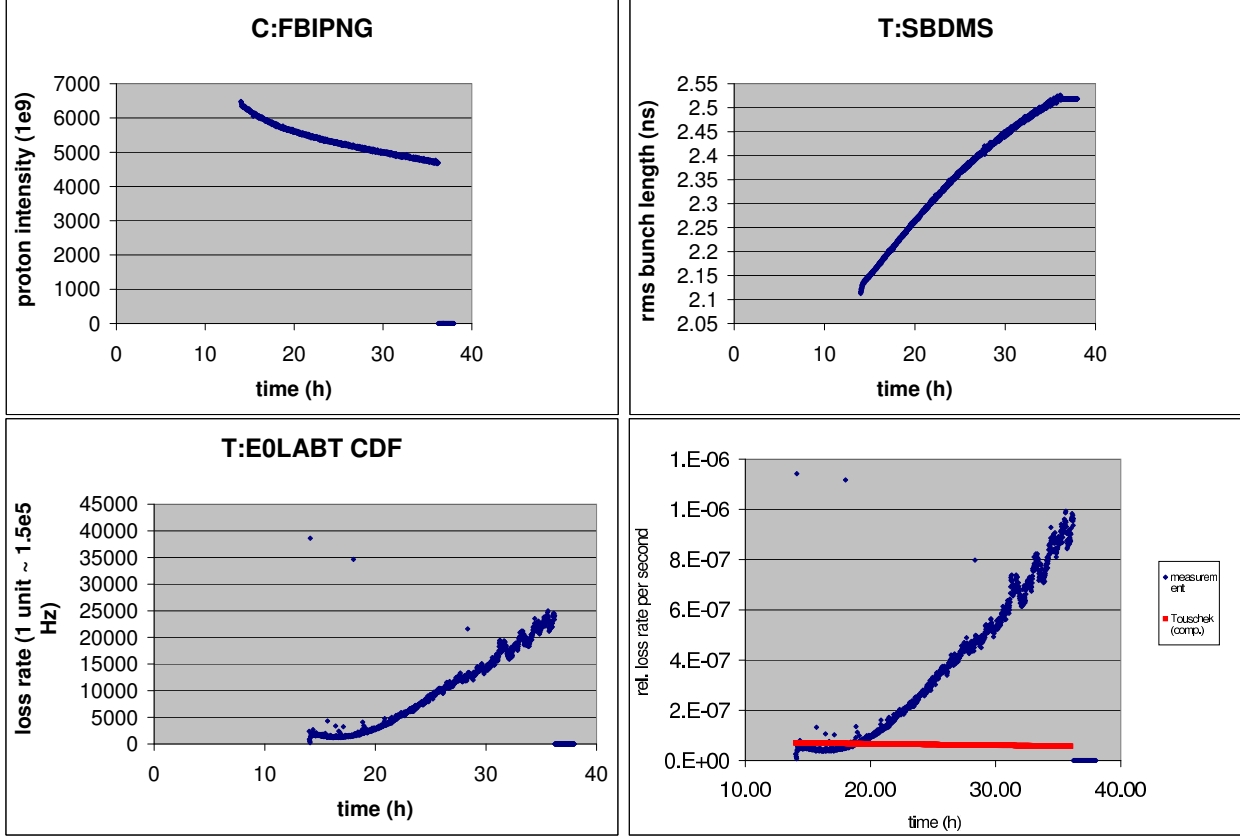 C:FBIPNG
proton intensity (1e9)
7000
6000
5000
4000
3000
2000
1000
0
0 10 20 30 40
time (h)
T:SBDMS
rms bunch length (ns)
2.55
2.5
2.45
2.4
2.35
2.3
2.25
2.2
2.15
2.1
2.05
0 10 20 30 40
time (h)
T:E0LABT CDF
loss rate (1 unit ~ 1.5e5
Hz)
45000
40000
35000
30000
25000
20000
15000
10000
5000
0
0 10 20 30 40
time (h)
rel. loss rate per second
1.E-06
1.E-06
8.E-07
6.E-07
4.E-07
2.E-07
0.E+00
10.00 20.00 30.00 40.00
time (h)
measurem
ent
Touschek
(comp.)